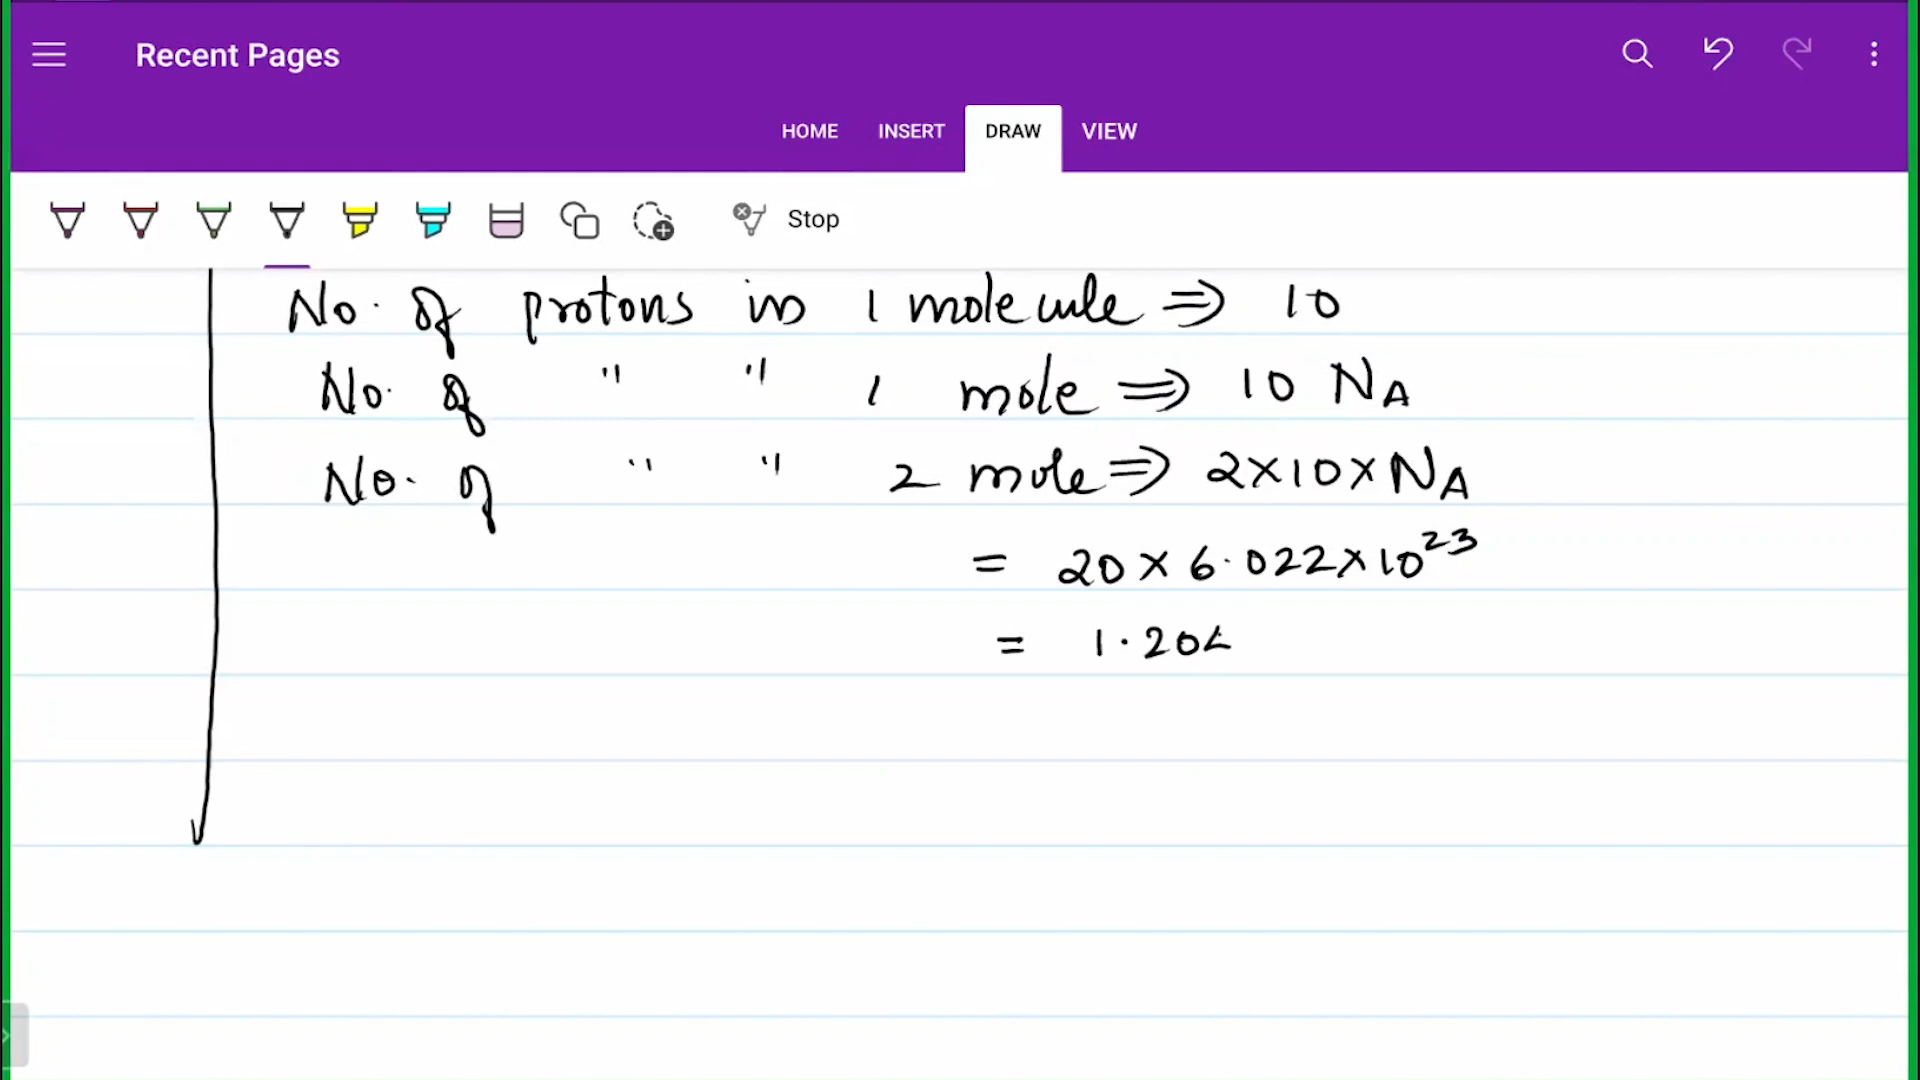 Recent Pages
HOME INSERT DRAW VIEW
Stop
No. of protons in 1 molecule ⇒ 10
No. of " " 1 mole ⇒ 10 NA
No. of " " 2 mole ⇒ 2×10×NA
= 20 × 6.022×10²³
= 1.204